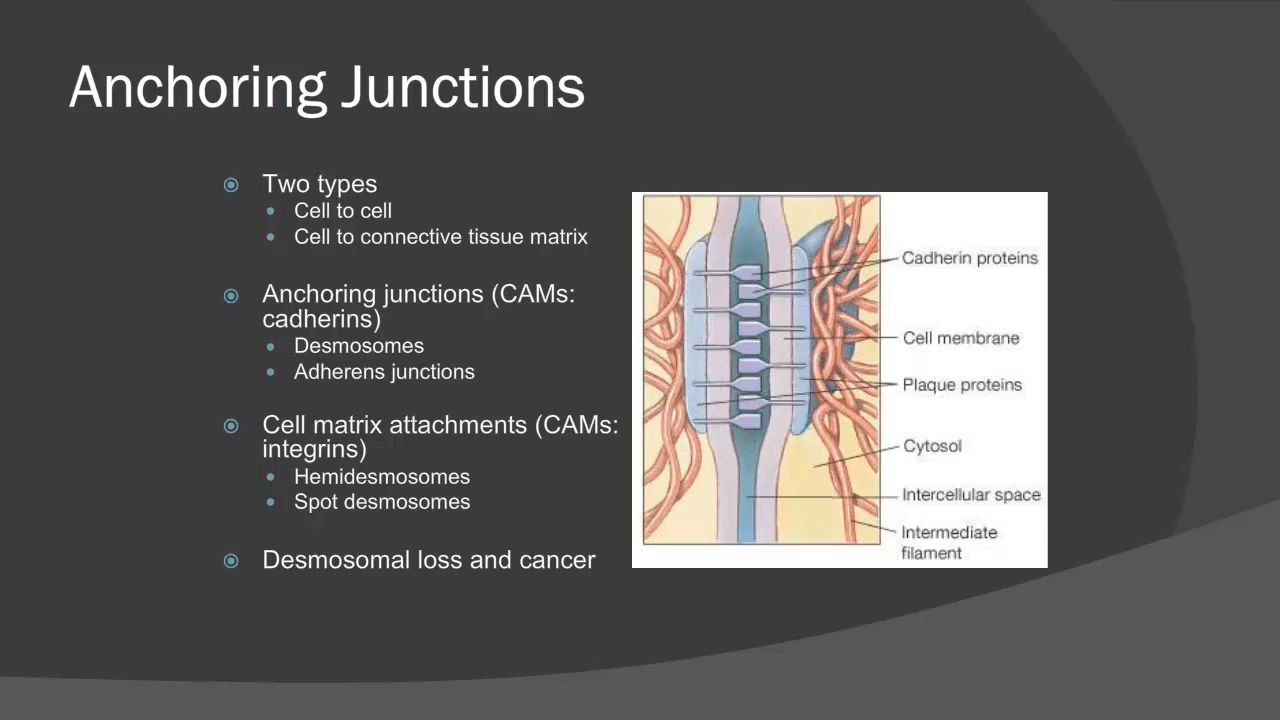 Anchoring Junctions
Two types
Cell to cell
Cell to connective tissue matrix
Anchoring junctions (CAMs:
cadherins)
Desmosomes
Adherens junctions
Cell matrix attachments (CAMs:
integrins)
Hemidesmosomes
Spot desmosomes
Desmosomal loss and cancer
Cadherin proteins
Cell membrane
Plaque proteins
Cytosol
Intercellular space
Intermediate
filament